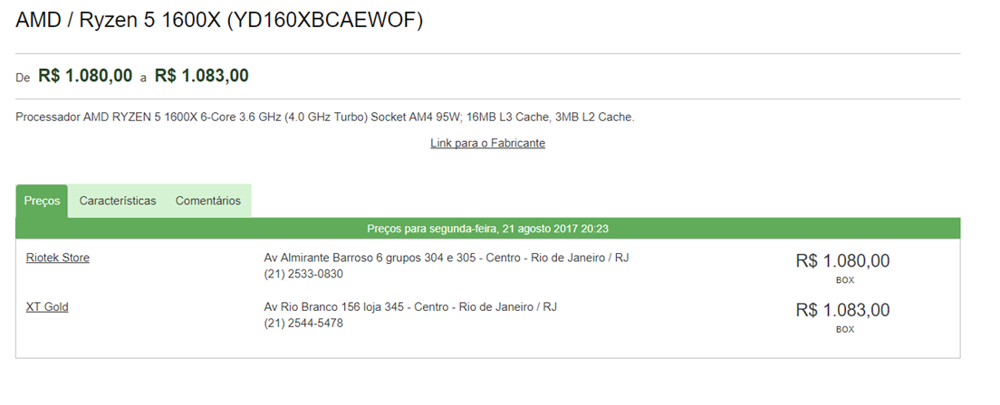 AMD / Ryzen 5 1600X (YD160XBCAEWOF)
De R$ 1.080,00 a R$ 1.083,00
Processador AMD RYZEN 5 1600X 6-Core 3.6 GHz (4.0 GHz Turbo) Socket AM4 95W; 16MB L3 Cache, 3MB L2 Cache.
Link para o Fabricante
Preços Características Comentários
Preços para segunda-feira, 21 agosto 2017 20:23
Riotek Store Av Almirante Barroso 6 grupos 304 e 305 - Centro - Rio de Janeiro / RJ R$ 1.080,00
(21) 2533-0830 BOX
XT Gold Av Rio Branco 156 loja 345 - Centro - Rio de Janeiro / RJ R$ 1.083,00
(21) 2544-5478 BOX